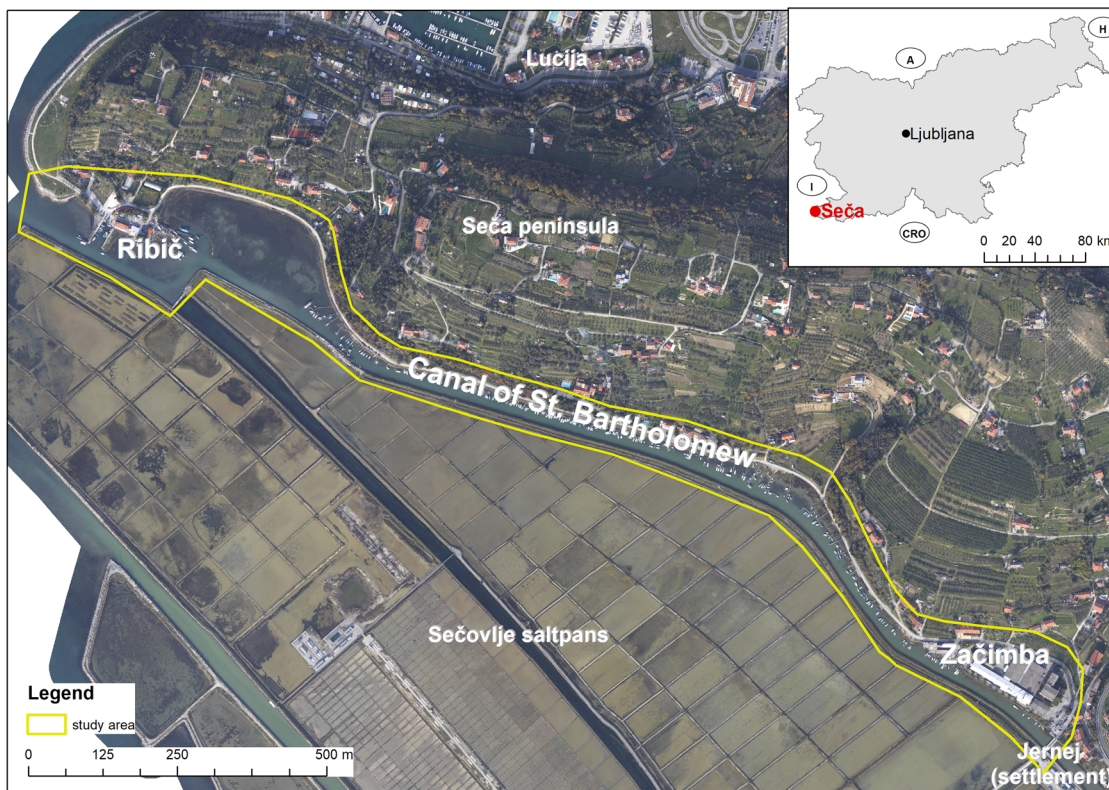 Lucija
Seča peninsula
Ribič
Canal of St. Bartholomew
Sečovlje saltpans
Začimba
Jernej
(settlement)
Legend
study area
0 125 250 500 m
H
A
Ljubljana
I
Seča
CRO
0 20 40 80 km